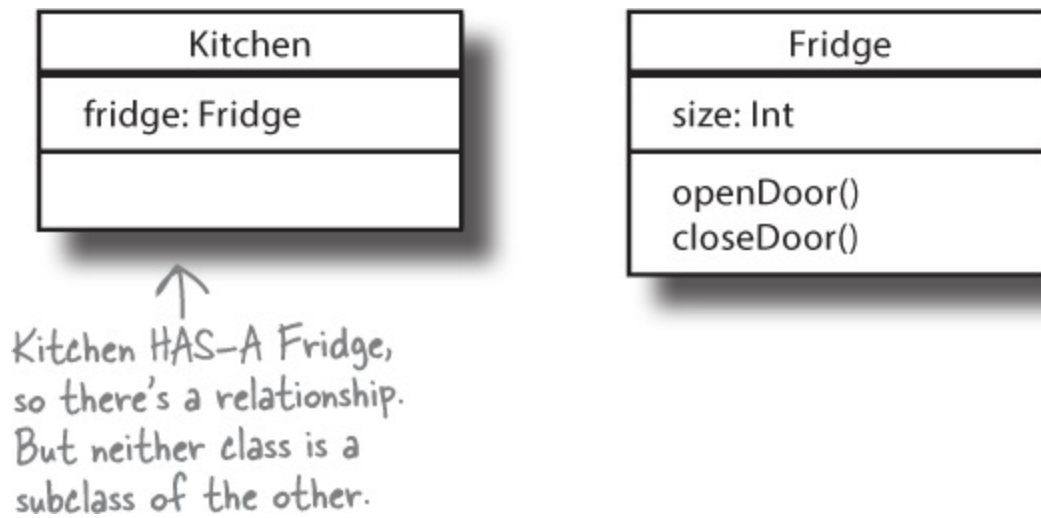 Kitchen
fridge: Fridge
Fridge
size: Int
openDoor()
closeDoor()
Kitchen HAS-A Fridge,
so there's a relationship.
But neither class is a
subclass of the other.